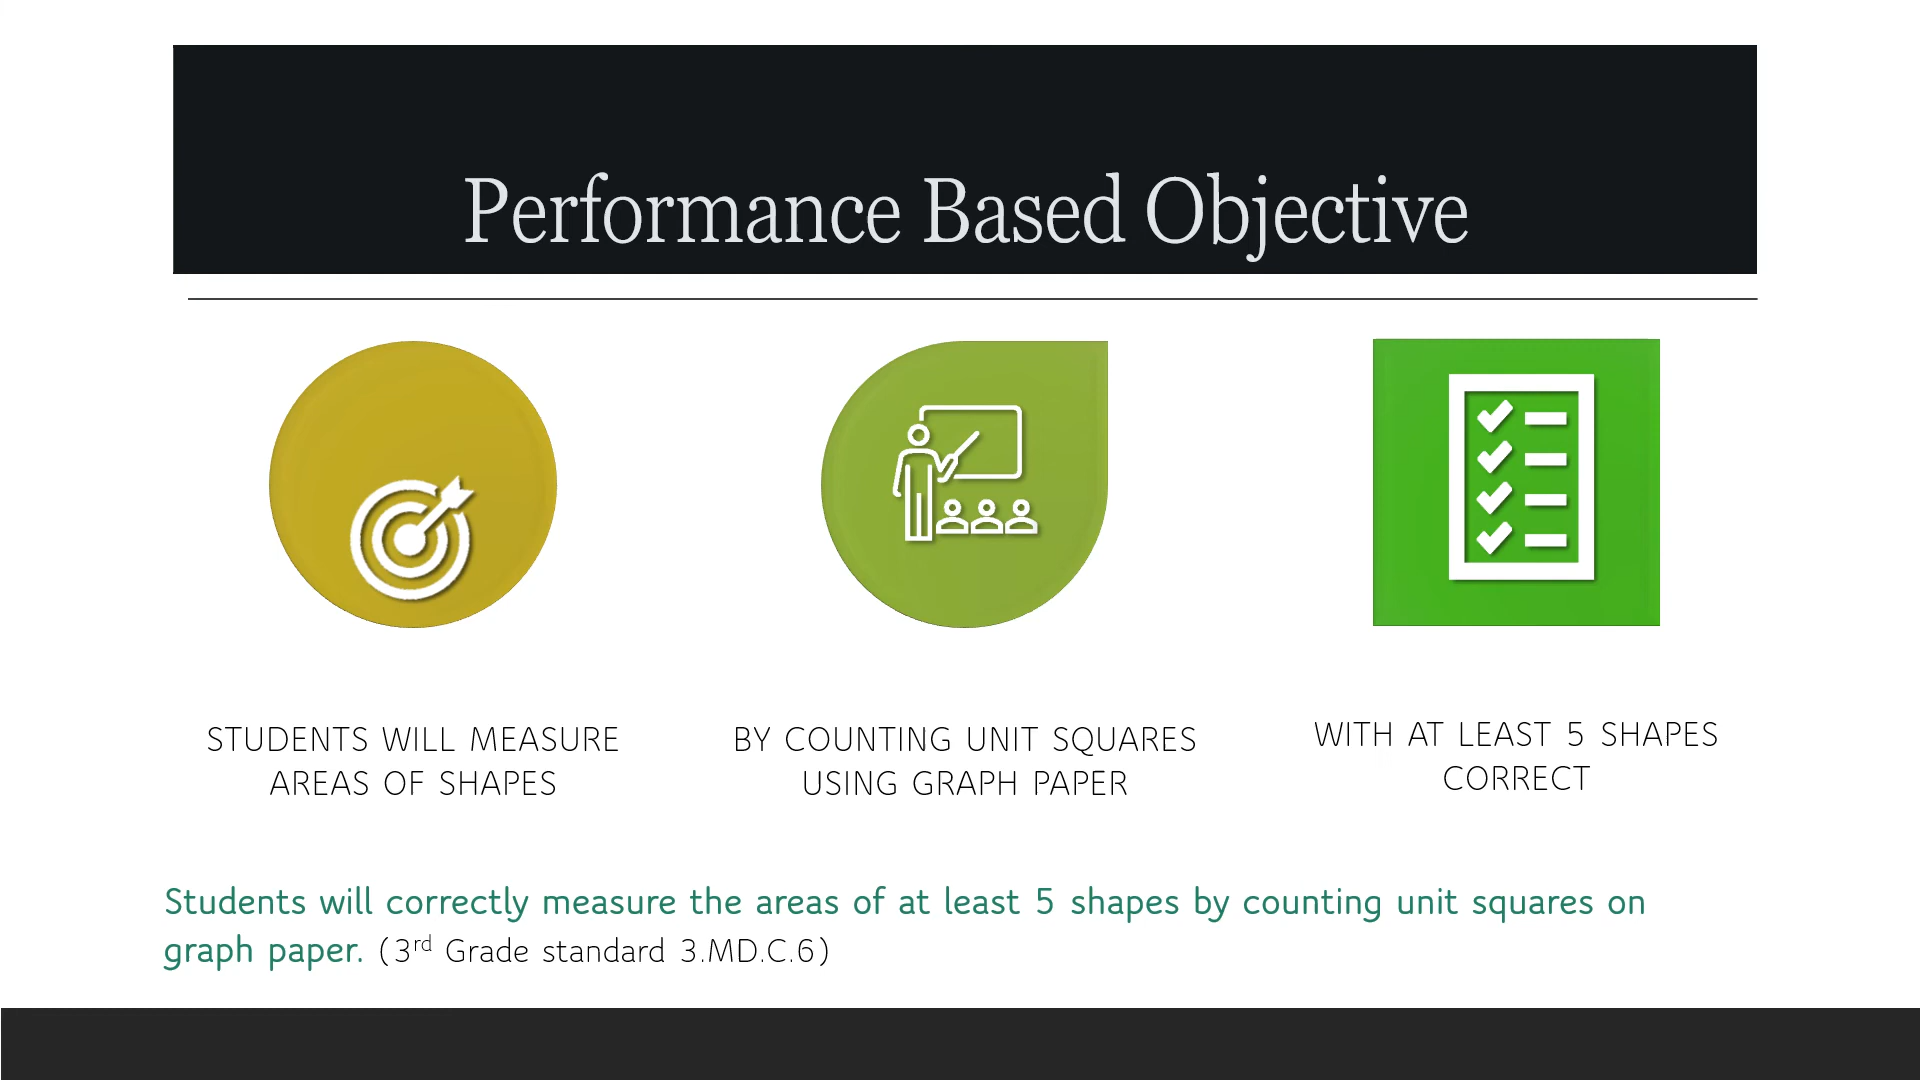 Performance Based Objective
STUDENTS WILL MEASURE
AREAS OF SHAPES
BY COUNTING UNIT SQUARES
USING GRAPH PAPER
WITH AT LEAST 5 SHAPES
CORRECT
Students will correctly measure the areas of at least 5 shapes by counting unit squares on
graph paper. (3rd Grade standard 3.MD.C.6)